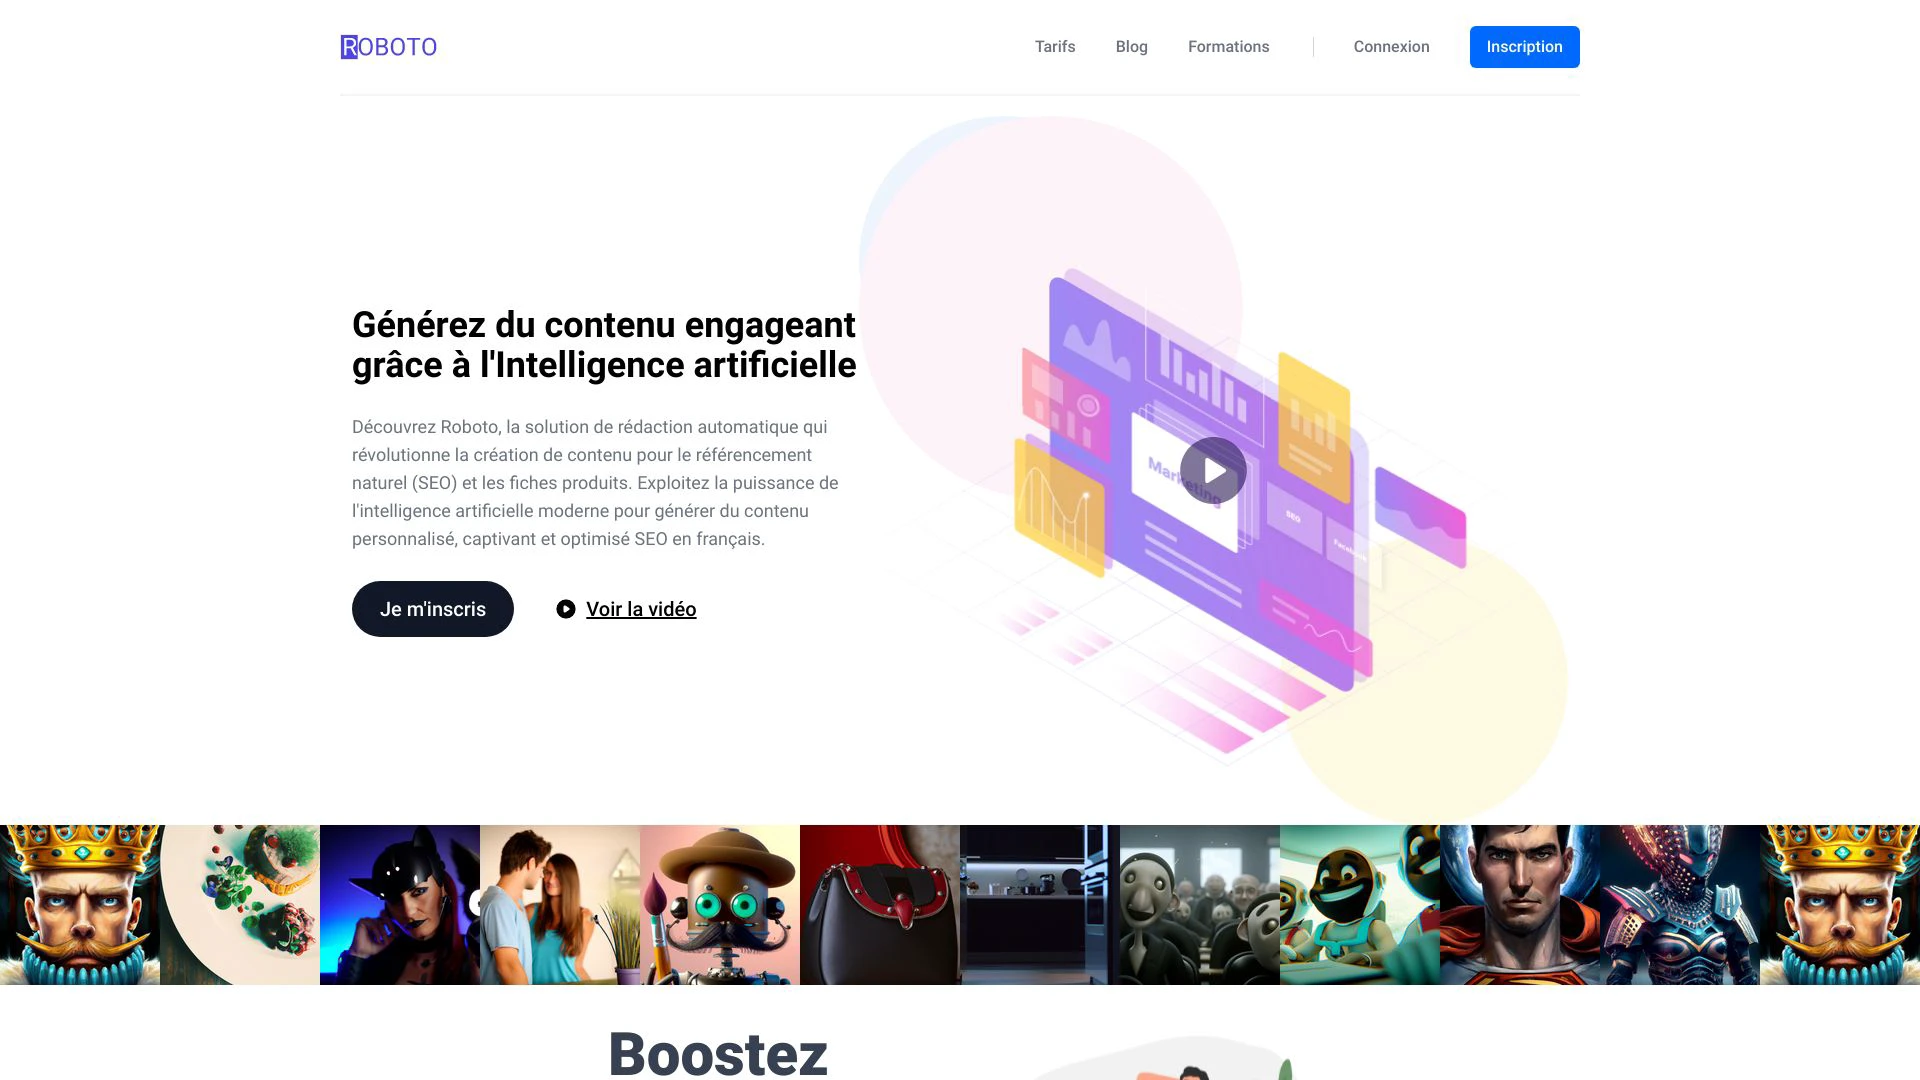 ROBOTO
Tarifs
Blog
Formations
Connexion
Inscription
Générez du contenu engageant
grâce à l'Intelligence artificielle
Découvrez Roboto, la solution de rédaction automatique qui
révolutionne la création de contenu pour le référencement
naturel (SEO) et les fiches produits. Exploitez la puissance de
l'intelligence artificielle moderne pour générer du contenu
personnalisé, captivant et optimisé SEO en français.
Je m'inscris
Voir la vidéo
Marketing
SEO
Facebook
Boostez